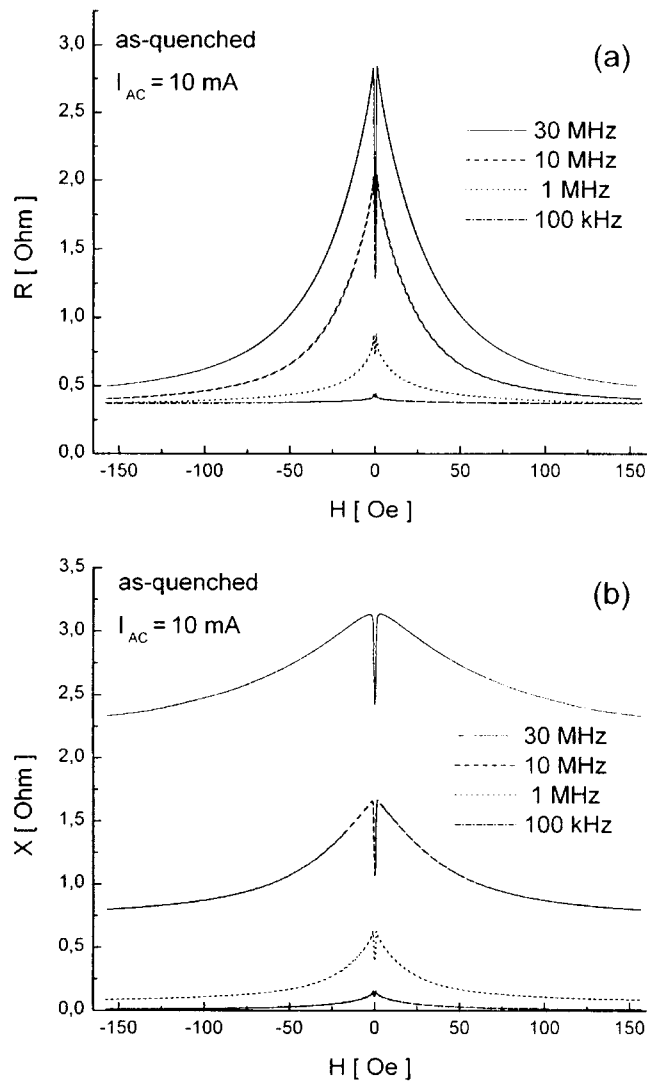 as-quenched
I AC = 10 mA
(a)
30 MHz
10 MHz
1 MHz
100 kHz
R [ Ohm ]
3,0
2,5
2,0
1,5
1,0
0,5
0,0
-150 -100 -50 0 50 100 150
H [ Oe ]
as-quenched
I AC = 10 mA
(b)
30 MHz
10 MHz
1 MHz
100 kHz
X [ Ohm ]
3,5
3,0
2,5
2,0
1,5
1,0
0,5
0,0
-150 -100 -50 0 50 100 150
H [ Oe ]